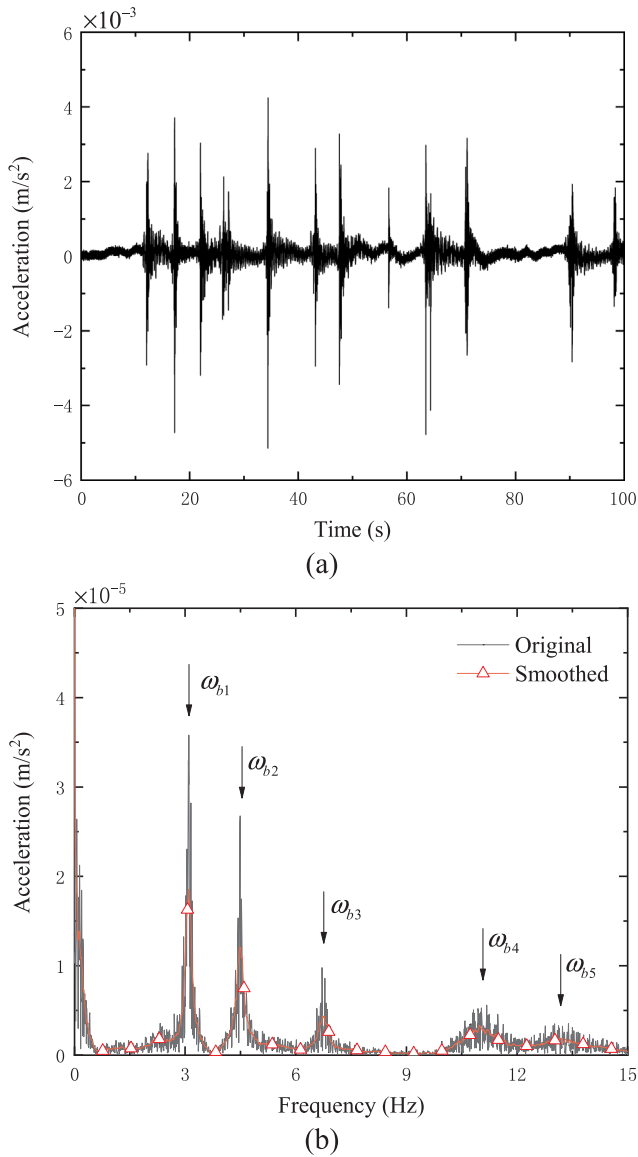 ×10⁻³
6
4
2
0
−2
−4
−6
Acceleration (m/s²)
0 20 40 60 80 100
Time (s)
(a)
×10⁻⁵
5
4
3
2
1
0
Acceleration (m/s²)
Original
Smoothed
ω_b1
ω_b2
ω_b3
ω_b4
ω_b5
0 3 6 9 12 15
Frequency (Hz)
(b)